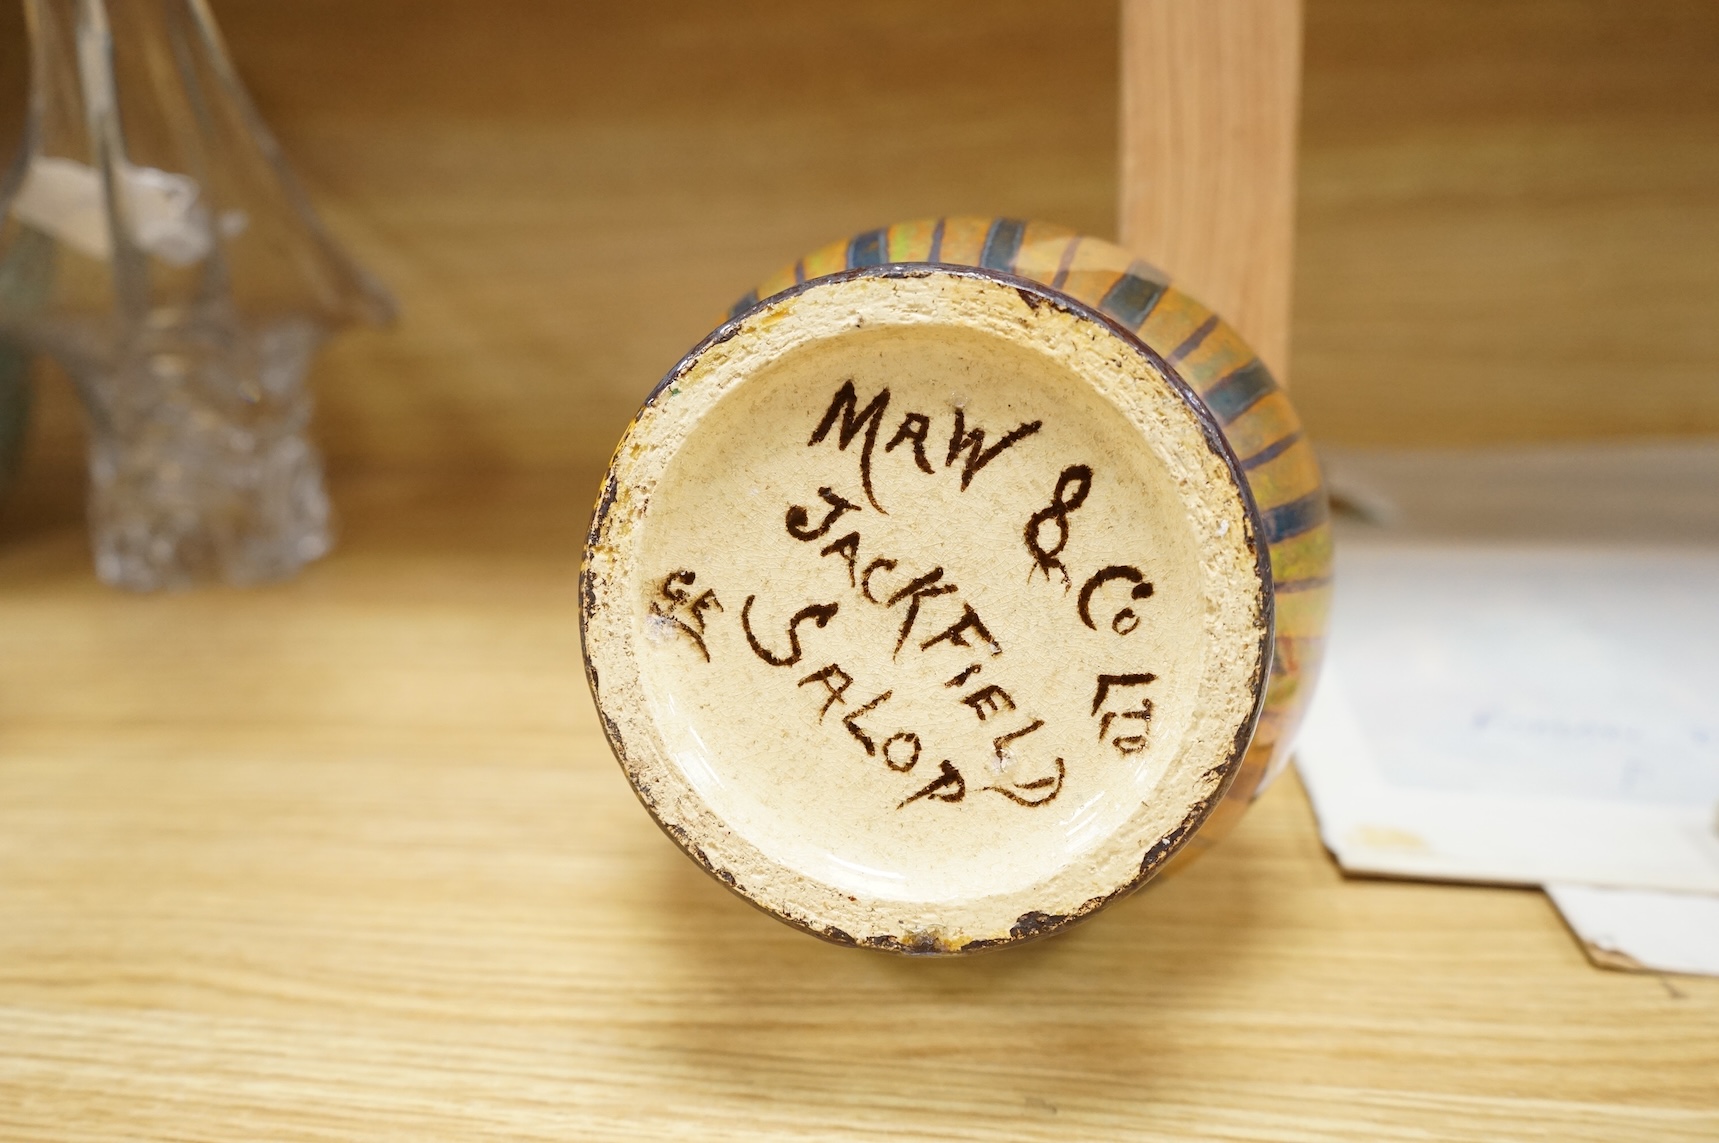 MAW & Co LTD
JACKFIELD
SALOP